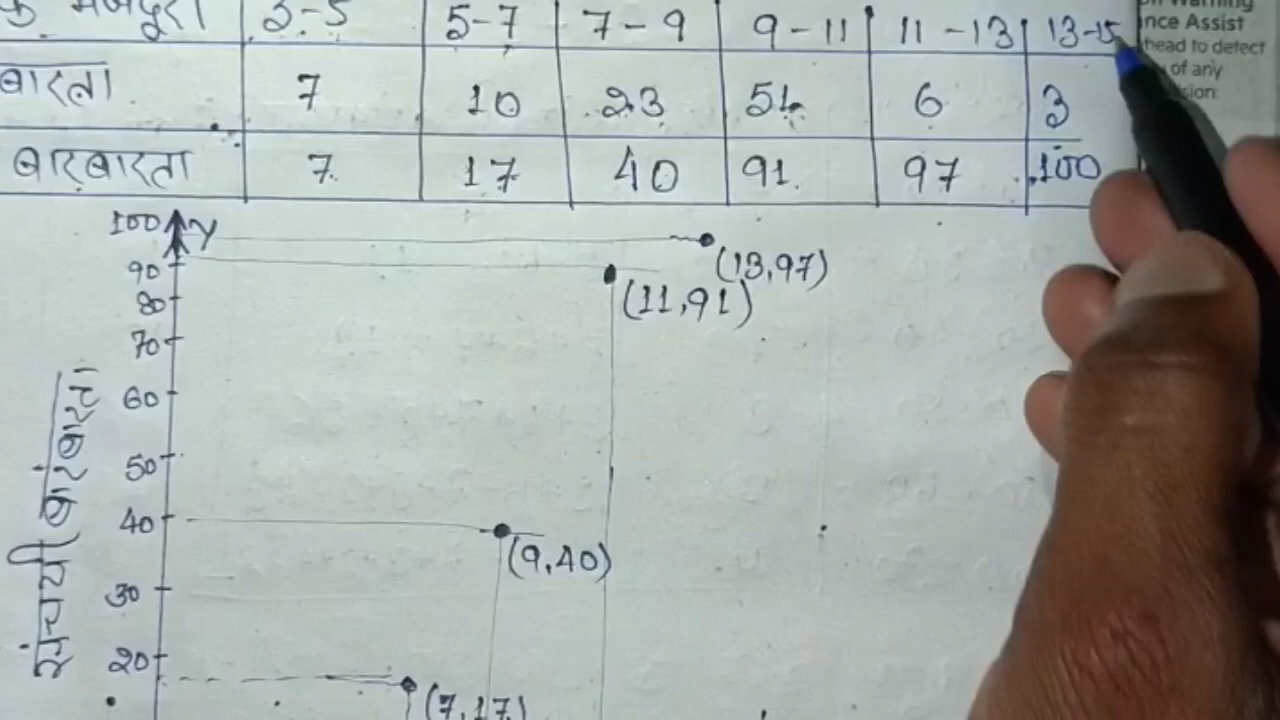 मजदूरी 3-5 5-7 7-9 9-11 11-13 13-15
7 10 23 51 6 3
बारंबारता 7 17 40 91 97 100
100 Y
90
80
70
60
50
40
30
20
(13,97)
(11,91)
(9,40)
(7,17)
संचयी बारंबारता
nce Assist
head to detect
of any